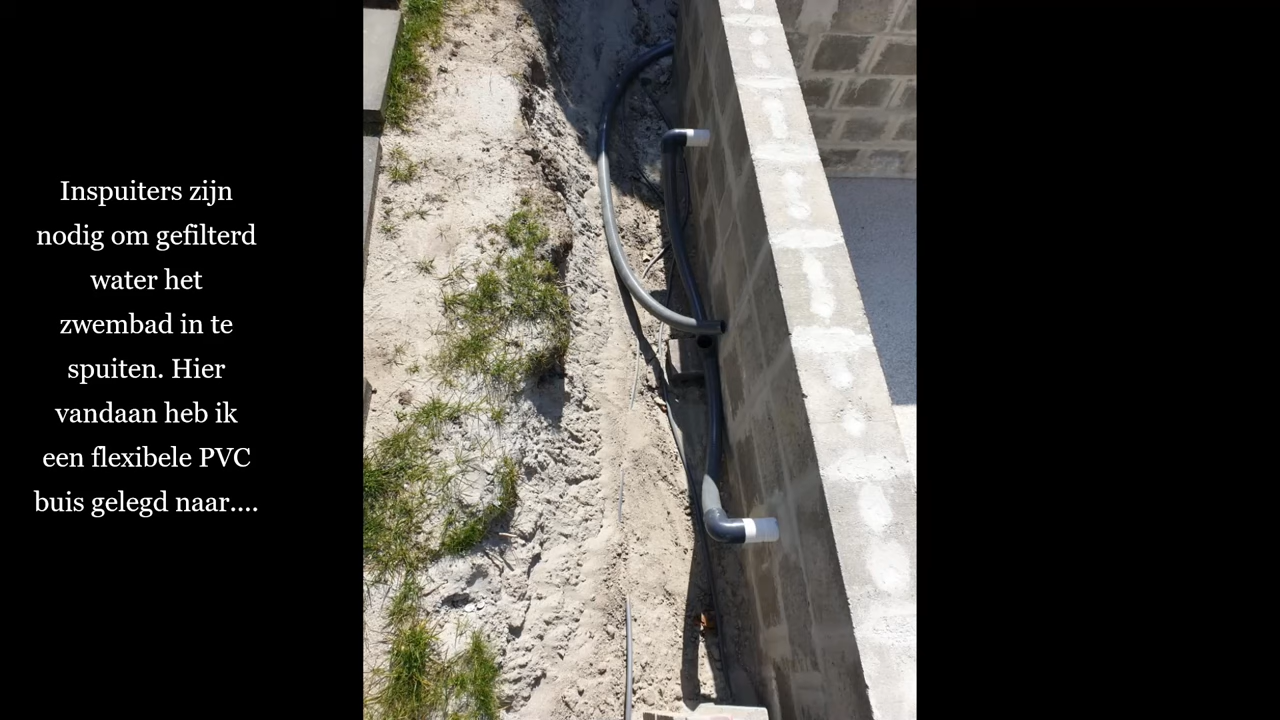 Inspuiters zijn
nodig om gefilterd
water het
zwembad in te
spuiten. Hier
vandaan heb ik
een flexibele PVC
buis gelegd naar....